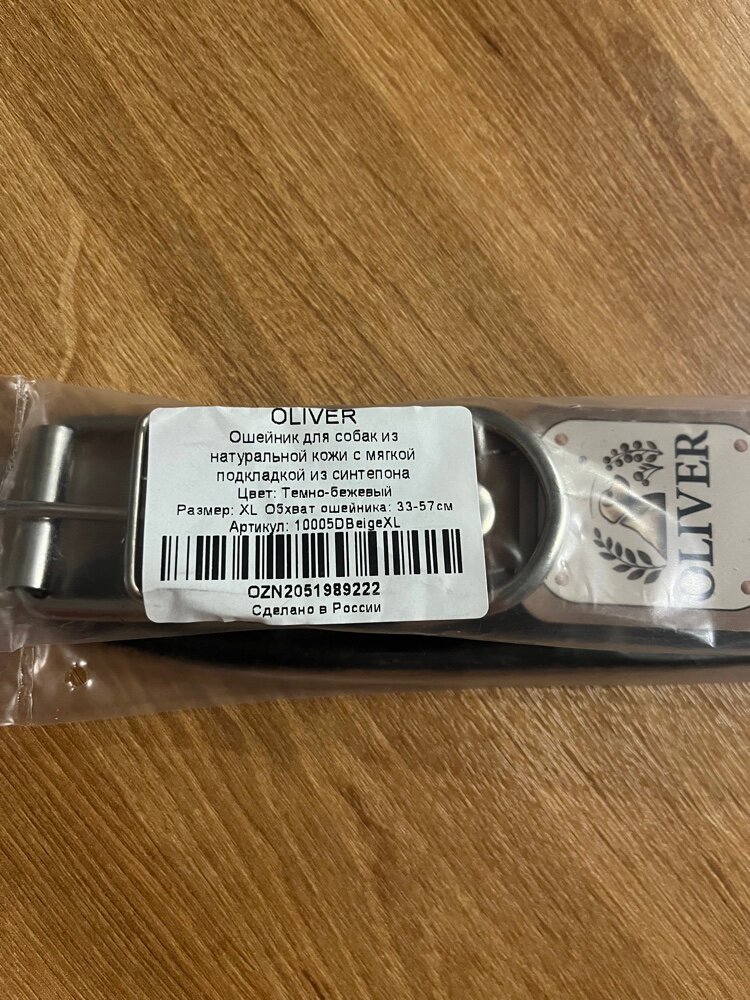 OLIVER
Ошейник для собак из
натуральной кожи с мягкой
подкладкой из синтепона
Цвет: Темно-бежевый
Размер: XL Обхват ошейника: 33-57см
Артикул: 10005DBeigeXL
OZN2051989222
Сделано в России
OLIVER